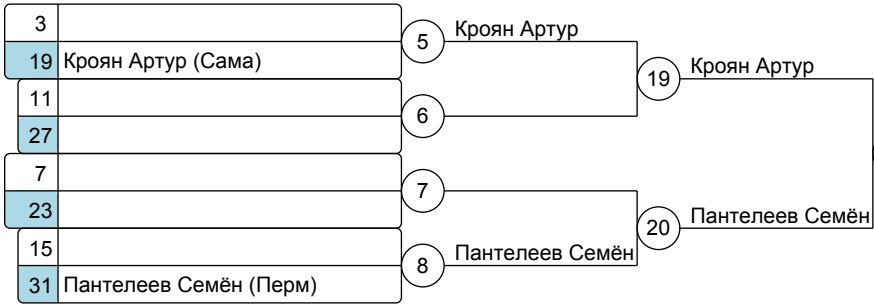 3
5 Кроян Артур
19 Кроян Артур (Сама)
19 Кроян Артур
11
6
27
7
7
23
20 Пантелеев Семён
15
8 Пантелеев Семён
31 Пантелеев Семён (Перм)